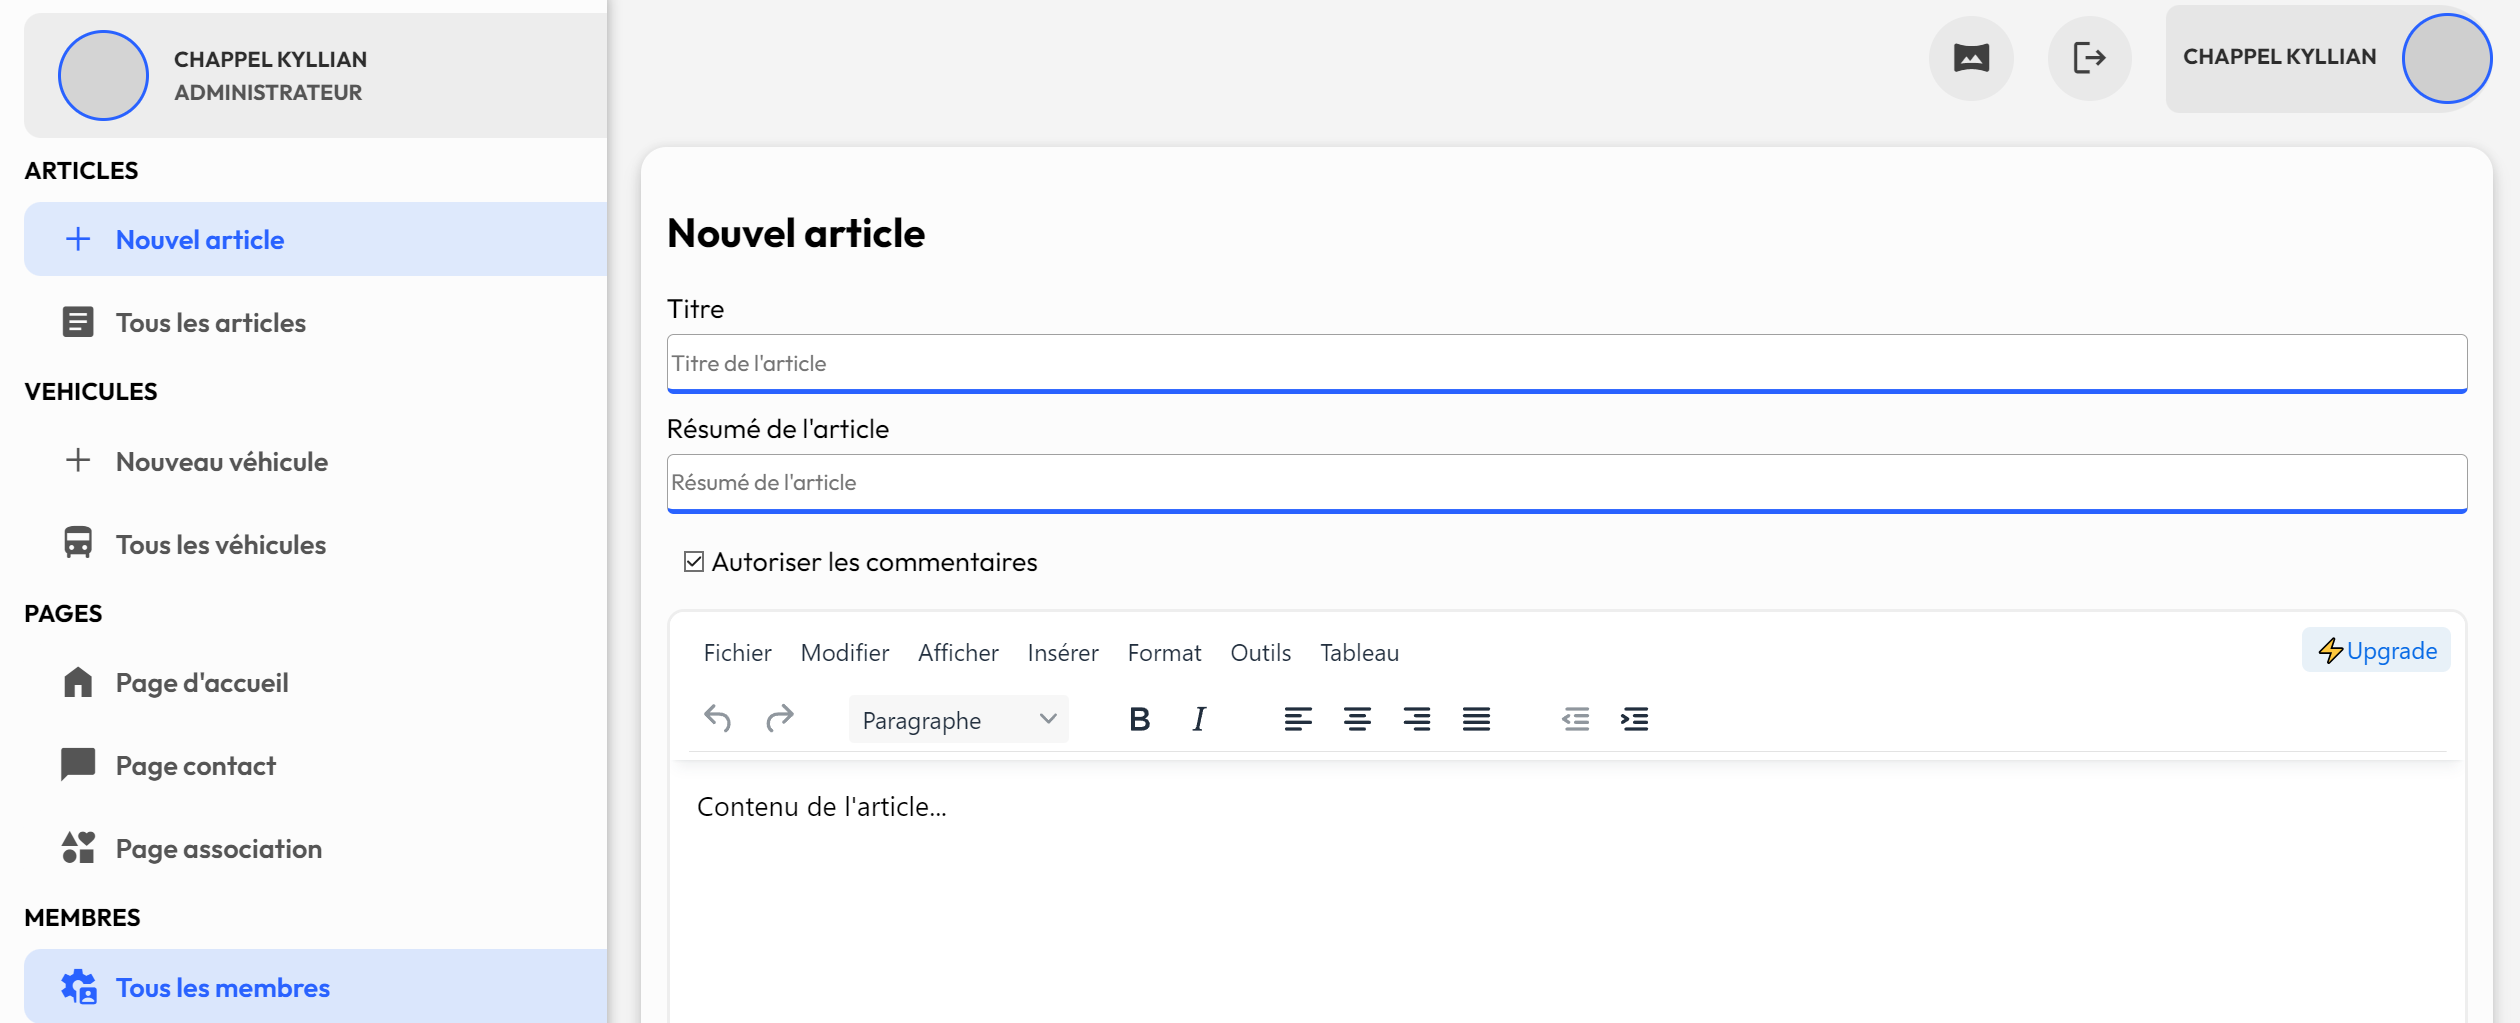 CHAPPEL KYLLIAN
ADMINISTRATEUR
ARTICLES
Nouvel article
Tous les articles
VEHICULES
Nouveau véhicule
Tous les véhicules
PAGES
Page d'accueil
Page contact
Page association
MEMBRES
Tous les membres
CHAPPEL KYLLIAN
Nouvel article
Titre
Titre de l'article
Résumé de l'article
Résumé de l'article
Autoriser les commentaires
Fichier Modifier Afficher Insérer Format Outils Tableau ⚡Upgrade
Paragraphe B I
Contenu de l'article...